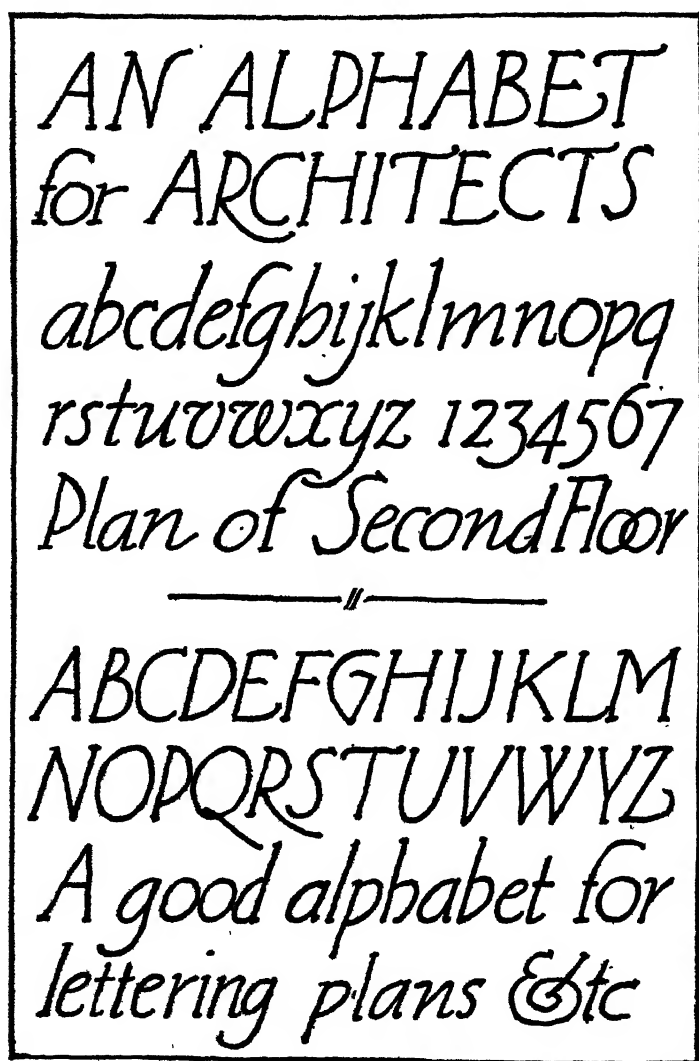 AN ALPHABET
for ARCHITECTS
abcdefghijklmnopq
rstuvwxyz 1234567
Plan of Second Floor
ABCDEFGHIJKLM
NOPQRSTUVWYZ
A good alphabet for
lettering plans &tc